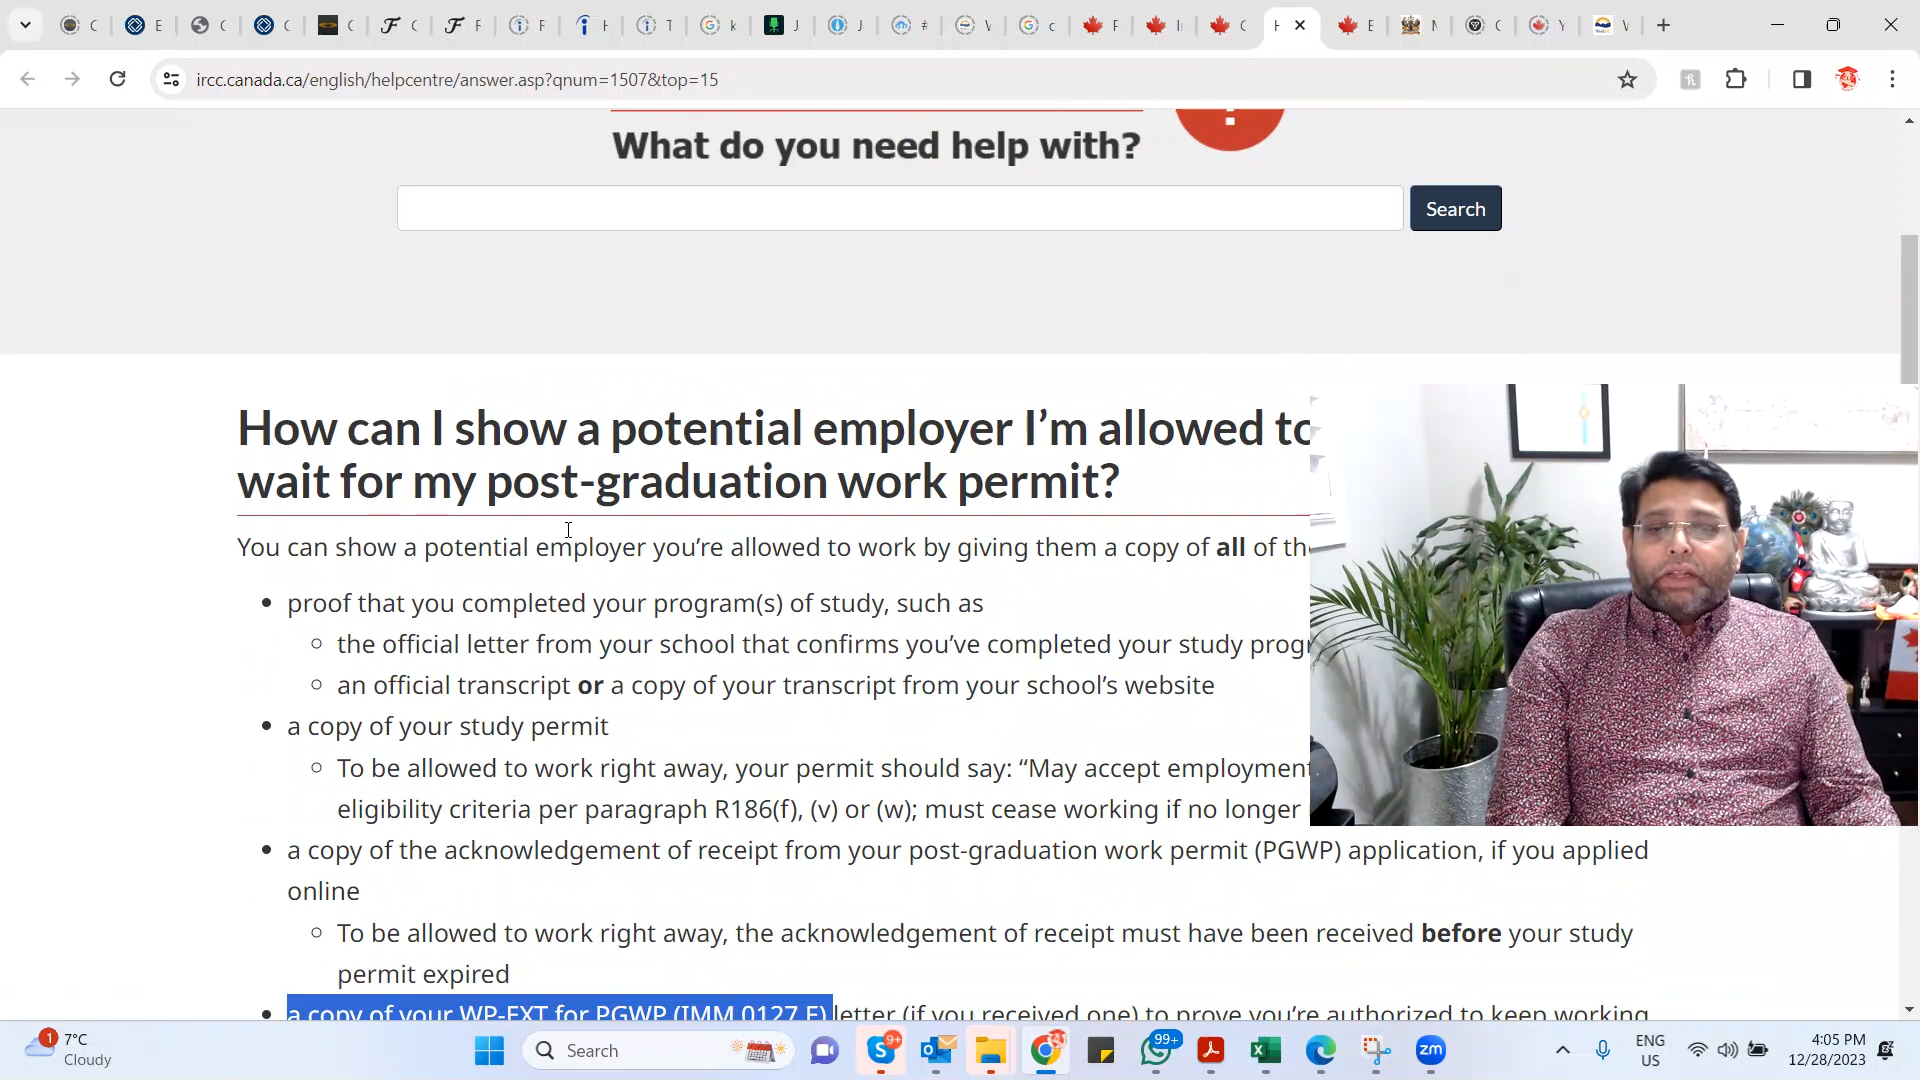 ircc.canada.ca/english/helpcentre/answer.asp?qnum=1507&top=15
What do you need help with?
Search
How can I show a potential employer I'm allowed to
wait for my post-graduation work permit?
You can show a potential employer you're allowed to work by giving them a copy of all of the
proof that you completed your program(s) of study, such as
the official letter from your school that confirms you've completed your study progr
an official transcript or a copy of your transcript from your school's website
a copy of your study permit
To be allowed to work right away, your permit should say: “May accept employment
eligibility criteria per paragraph R186(f), (v) or (w); must cease working if no longer
a copy of the acknowledgement of receipt from your post-graduation work permit (PGWP) application, if you applied
online
To be allowed to work right away, the acknowledgement of receipt must have been received before your study
permit expired
a copy of your WP-EXT for PGWP (IMM 0127 E) letter (if you received one) to prove you're authorized to keep working
1
7°C
Cloudy
Search
9+
99+
zm
ENG
US
4:05 PM
12/28/2023